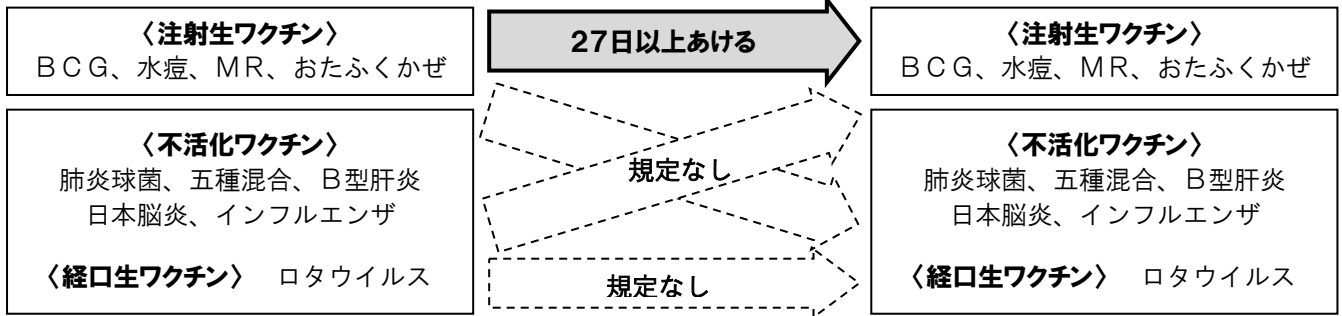 〈注射生ワクチン〉
ＢＣＧ、水痘、ＭＲ、おたふくかぜ
27日以上あける
〈注射生ワクチン〉
ＢＣＧ、水痘、ＭＲ、おたふくかぜ
〈不活化ワクチン〉
肺炎球菌、五種混合、Ｂ型肝炎
日本脳炎、インフルエンザ
〈経口生ワクチン〉　ロタウイルス
規定なし
規定なし
〈不活化ワクチン〉
肺炎球菌、五種混合、Ｂ型肝炎
日本脳炎、インフルエンザ
〈経口生ワクチン〉　ロタウイルス